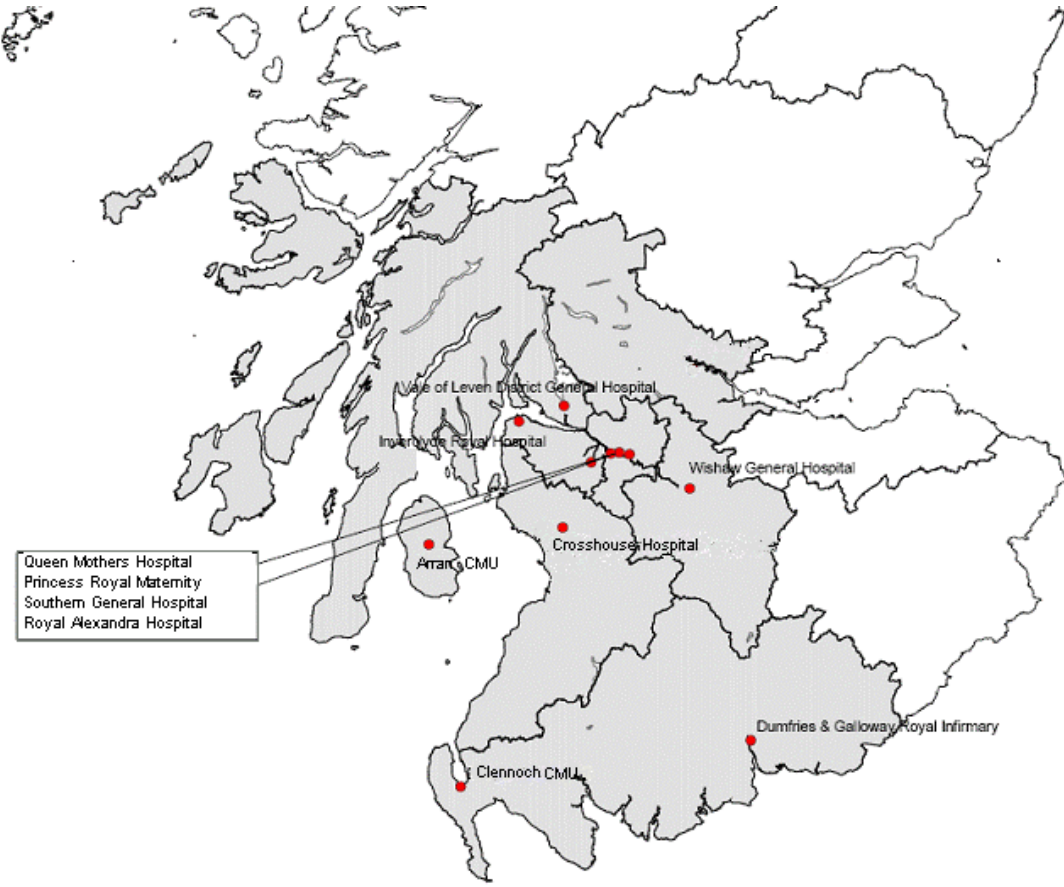 Vale of Leven District General Hospital
Inverclyde Royal Hospital
Wishaw General Hospital
Crosshouse Hospital
Arran CMU
Queen Mothers Hospital
Princess Royal Maternity
Southern General Hospital
Royal Alexandra Hospital
Dumfries & Galloway Royal Infirmary
Clennoch CMU